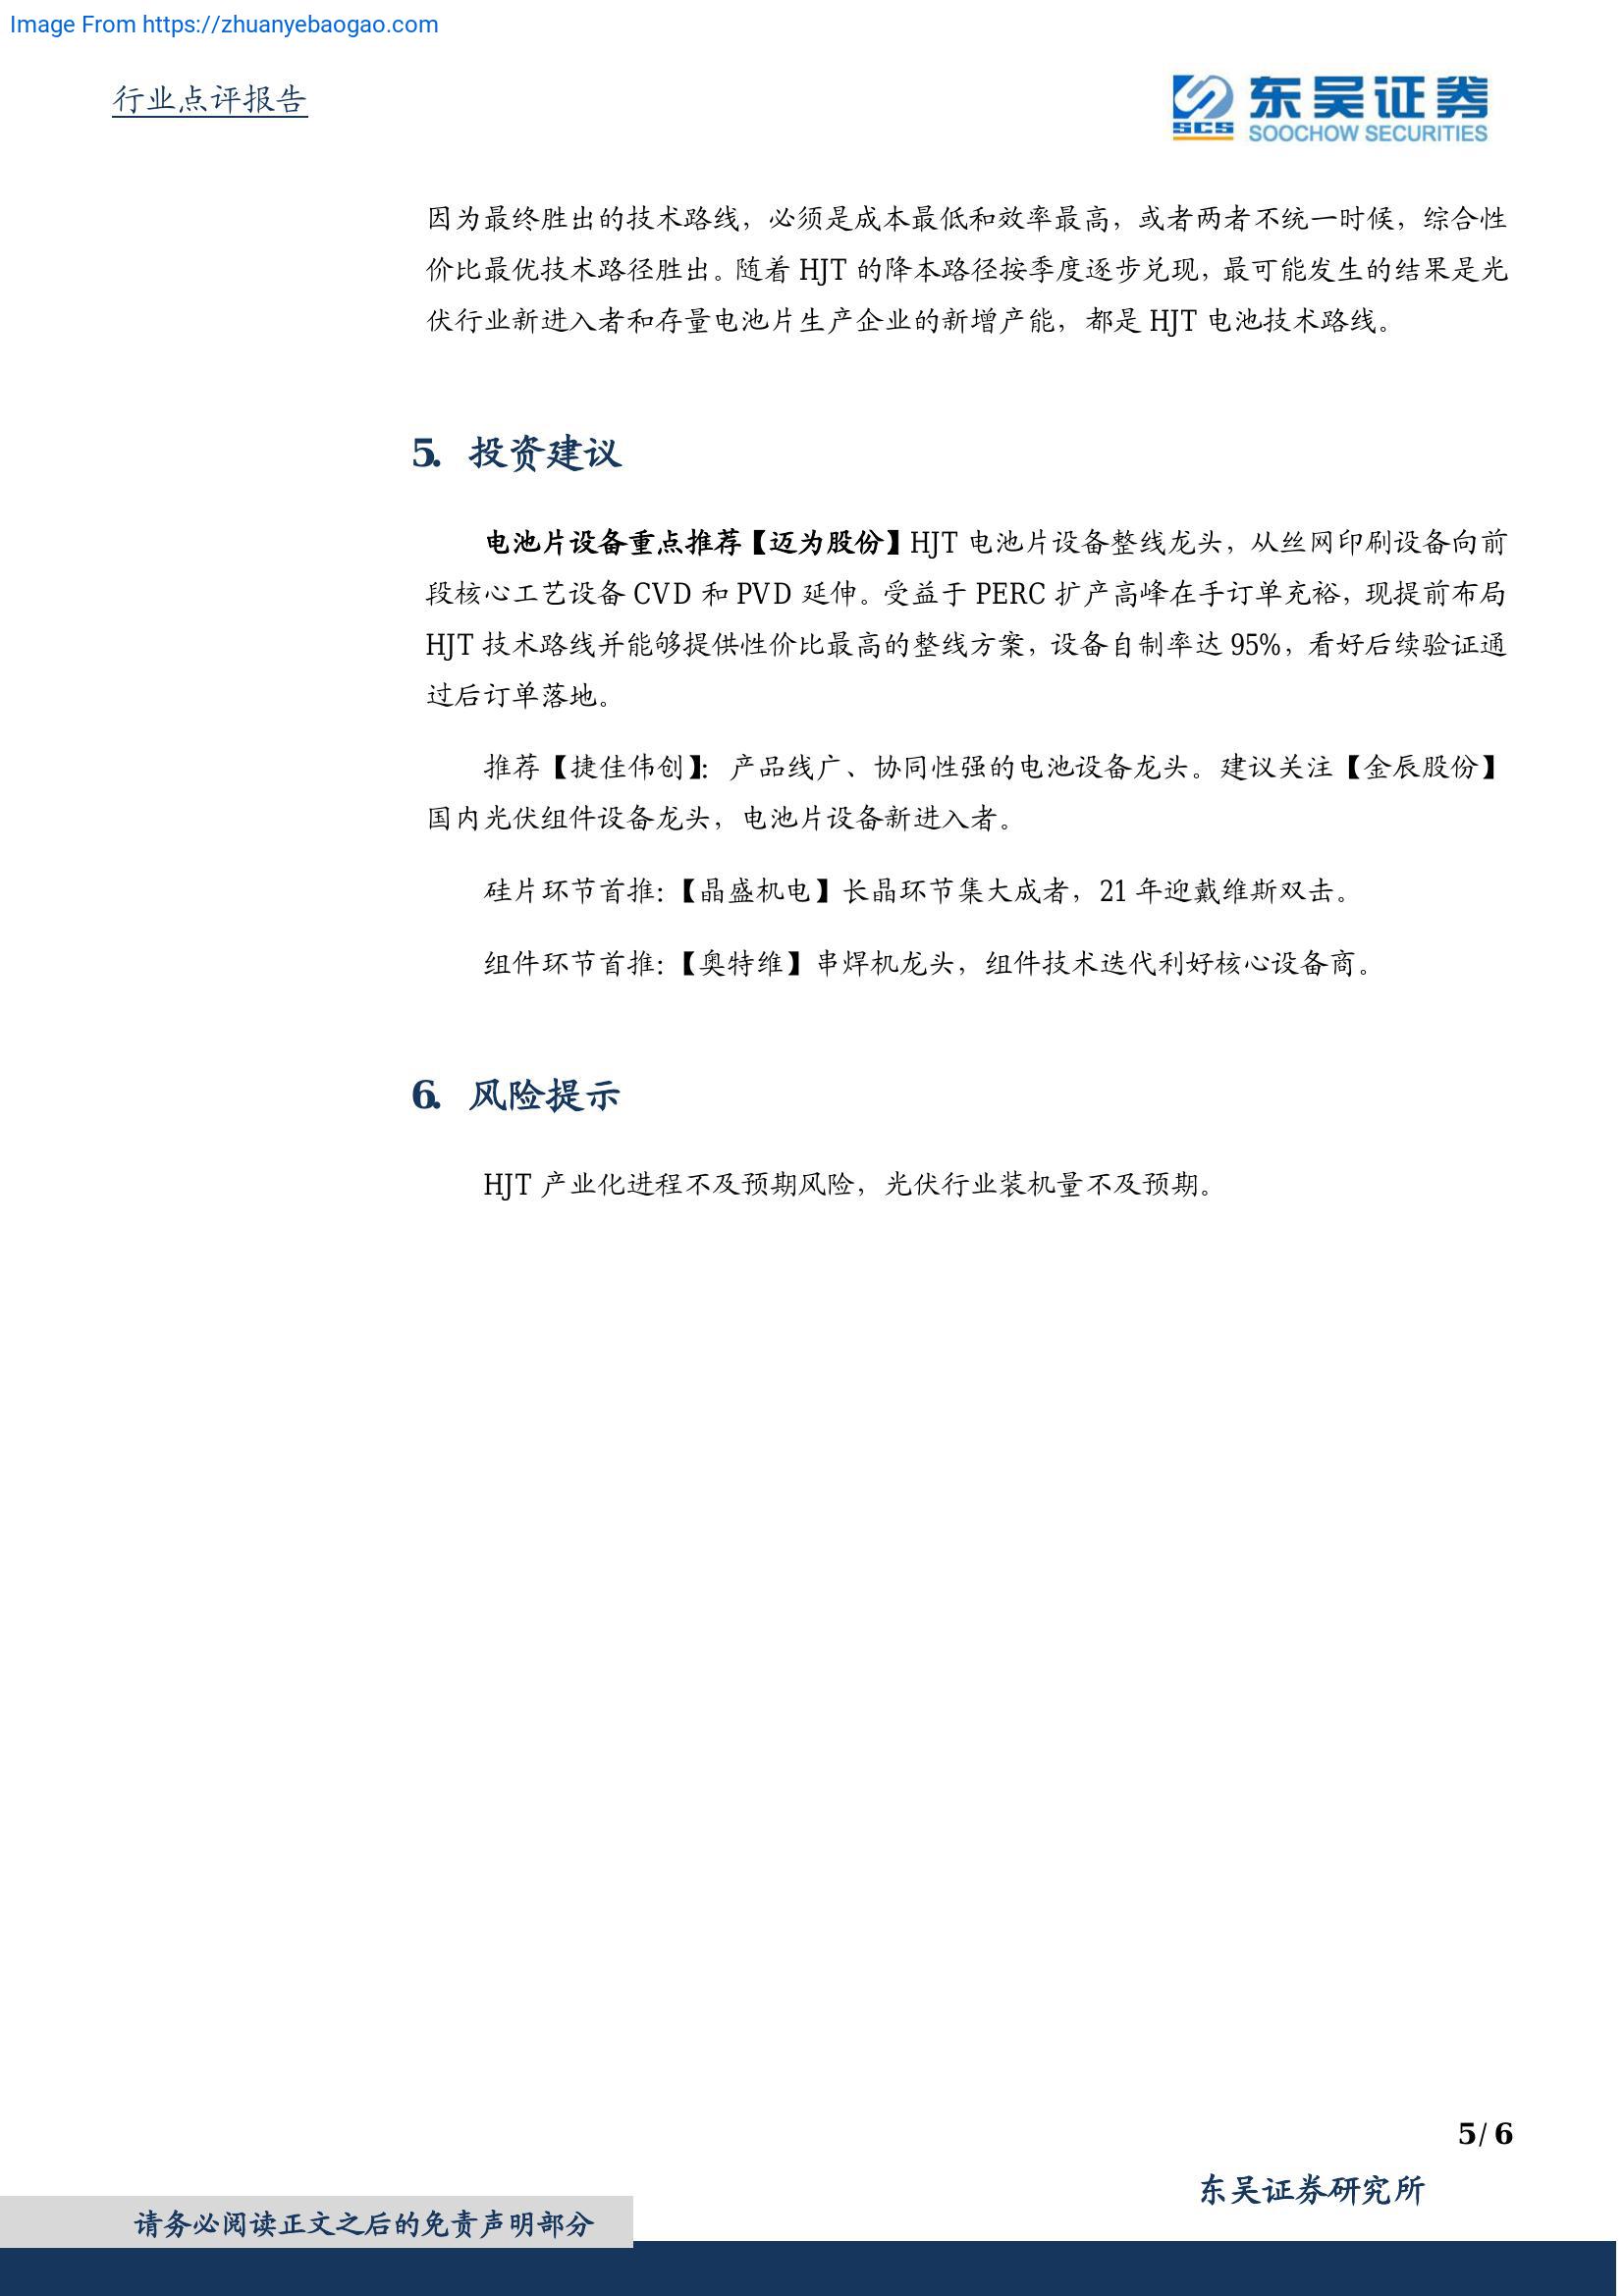 Image From https://zhuanyebaogao.com
行业点评报告
SCS 东吴证券
SOOCHOW SECURITIES
因为最终胜出的技术路线，必须是成本最低和效率最高，或者两者不统一时候，综合性
价比最优技术路径胜出。随着 HJT 的降本路径按季度逐步兑现，最可能发生的结果是光
伏行业新进入者和存量电池片生产企业的新增产能，都是 HJT 电池技术路线。
5. 投资建议
电池片设备重点推荐【迈为股份】HJT 电池片设备整线龙头，从丝网印刷设备向前
段核心工艺设备 CVD 和 PVD 延伸。受益于 PERC 扩产高峰在手订单充裕，现提前布局
HJT 技术路线并能够提供性价比最高的整线方案，设备自制率达 95%，看好后续验证通
过后订单落地。
推荐【捷佳伟创】：产品线广、协同性强的电池设备龙头。建议关注【金辰股份】
国内光伏组件设备龙头，电池片设备新进入者。
硅片环节首推：【晶盛机电】长晶环节集大成者，21 年迎戴维斯双击。
组件环节首推：【奥特维】串焊机龙头，组件技术迭代利好核心设备商。
6. 风险提示
HJT 产业化进程不及预期风险，光伏行业装机量不及预期。
5 / 6
东吴证券研究所
请务必阅读正文之后的免责声明部分